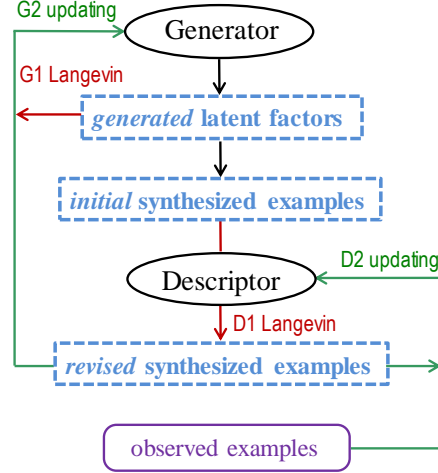 G2 updating
Generator
G1 Langevin
generated latent factors
initial synthesized examples
D2 updating
Descriptor
D1 Langevin
revised synthesized examples
observed examples